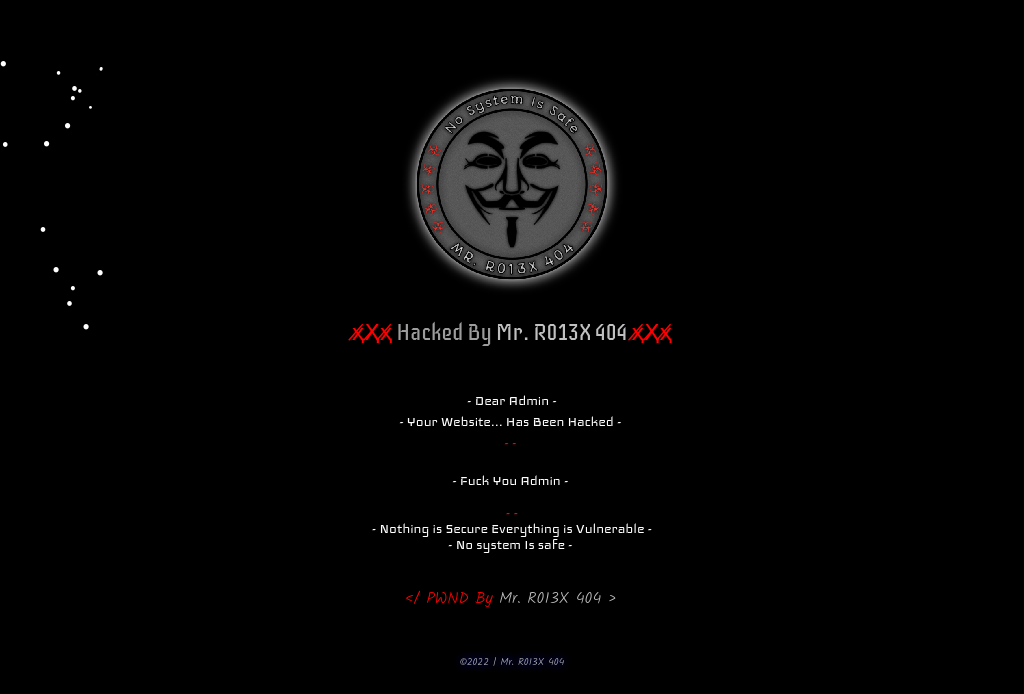 No System Is Safe
MR. R013X 404
xXx Hacked By Mr. R013X 404 xXx
- Dear Admin -
- Your Website... Has Been Hacked -
- -
- Fuck You Admin -
- -
- Nothing is Secure Everything is Vulnerable -
- No system Is safe -
</ PWND By Mr. R013X 404 >
©2022 | Mr. R013X 404